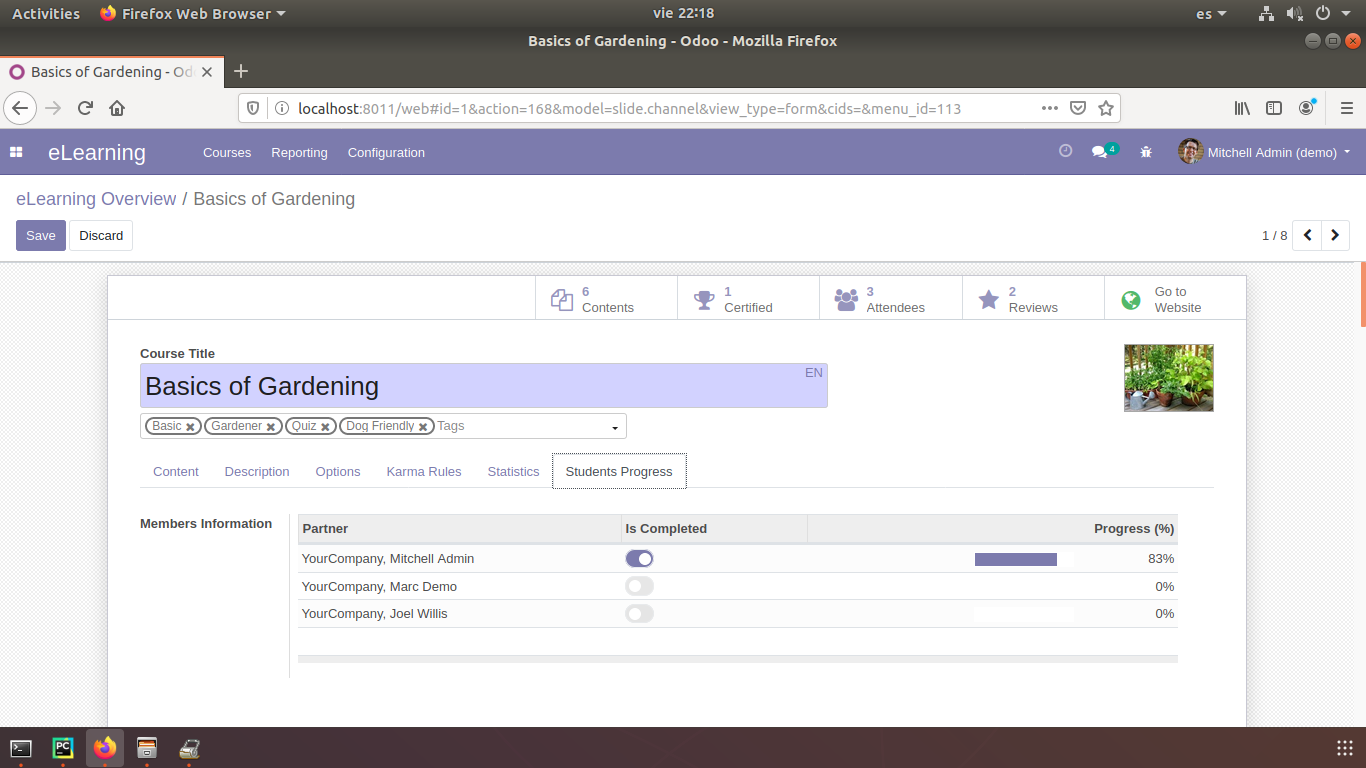 Activities Firefox Web Browser vie 22:18 es
Basics of Gardening - Odoo - Mozilla Firefox
Basics of Gardening - Od
localhost:8011/web#id=1&action=168&model=slide.channel&view_type=form&cids=&menu_id=113
eLearning Courses Reporting Configuration 4 Mitchell Admin (demo)
eLearning Overview / Basics of Gardening
Save Discard 1 / 8
6 Contents
1 Certified
3 Attendees
2 Reviews
Go to Website
Course Title
Basics of Gardening EN
Basic Gardener Quiz Dog Friendly Tags
Content Description Options Karma Rules Statistics Students Progress
Members Information
Partner Is Completed Progress (%)
YourCompany, Mitchell Admin 83%
YourCompany, Marc Demo 0%
YourCompany, Joel Willis 0%
PC